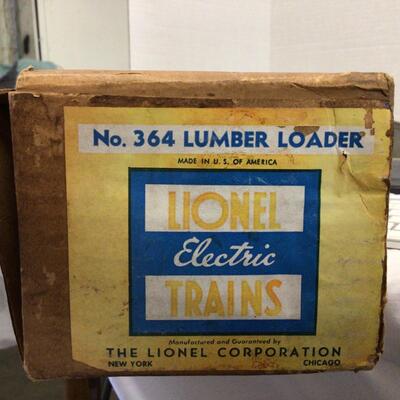 No. 364 LUMBER LOADER
MADE IN U. S. OF AMERICA
LIONEL
Electric
TRAINS
Manufactured and Guaranteed by
THE LIONEL CORPORATION
NEW YORK CHICAGO